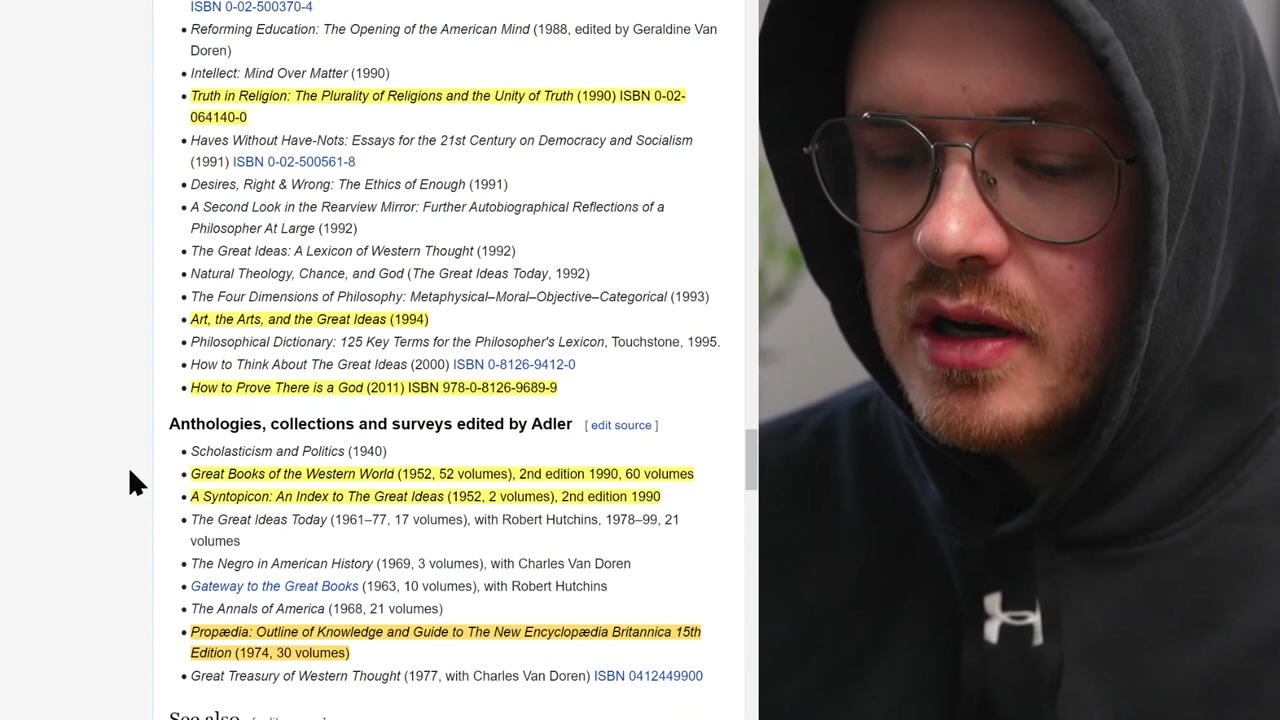 ISBN 0-02-500370-4
• Reforming Education: The Opening of the American Mind (1988, edited by Geraldine Van
Doren)
• Intellect: Mind Over Matter (1990)
• Truth in Religion: The Plurality of Religions and the Unity of Truth (1990) ISBN 0-02-
064140-0
• Haves Without Have-Nots: Essays for the 21st Century on Democracy and Socialism
(1991) ISBN 0-02-500561-8
• Desires, Right & Wrong: The Ethics of Enough (1991)
• A Second Look in the Rearview Mirror: Further Autobiographical Reflections of a
Philosopher At Large (1992)
• The Great Ideas: A Lexicon of Western Thought (1992)
• Natural Theology, Chance, and God (The Great Ideas Today, 1992)
• The Four Dimensions of Philosophy: Metaphysical–Moral–Objective–Categorical (1993)
• Art, the Arts, and the Great Ideas (1994)
• Philosophical Dictionary: 125 Key Terms for the Philosopher's Lexicon, Touchstone, 1995.
• How to Think About The Great Ideas (2000) ISBN 0-8126-9412-0
• How to Prove There is a God (2011) ISBN 978-0-8126-9689-9
Anthologies, collections and surveys edited by Adler [ edit source ]
• Scholasticism and Politics (1940)
• Great Books of the Western World (1952, 52 volumes), 2nd edition 1990, 60 volumes
• A Syntopicon: An Index to The Great Ideas (1952, 2 volumes), 2nd edition 1990
• The Great Ideas Today (1961–77, 17 volumes), with Robert Hutchins, 1978–99, 21
volumes
• The Negro in American History (1969, 3 volumes), with Charles Van Doren
• Gateway to the Great Books (1963, 10 volumes), with Robert Hutchins
• The Annals of America (1968, 21 volumes)
• Propædia: Outline of Knowledge and Guide to The New Encyclopædia Britannica 15th
Edition (1974, 30 volumes)
• Great Treasury of Western Thought (1977, with Charles Van Doren) ISBN 0412449900
See also